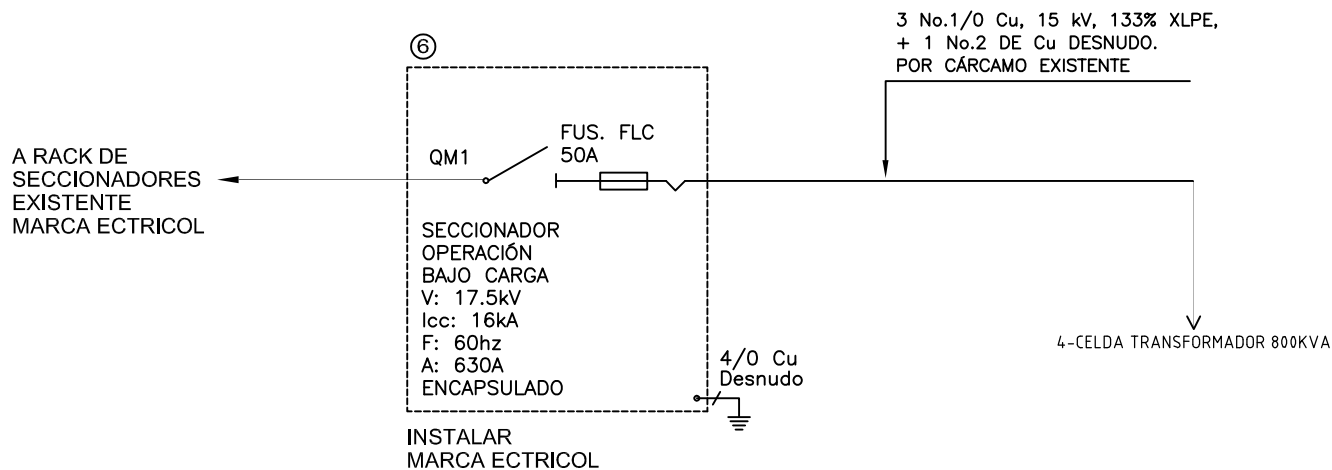 3 No.1/0 Cu, 15 kV, 133% XLPE,
+ 1 No.2 DE Cu DESNUDO.
POR CÁRCAMO EXISTENTE
6
A RACK DE
SECCIONADORES
EXISTENTE
MARCA ECTRICOL
QM1
FUS. FLC
50A
SECCIONADOR
OPERACIÓN
BAJO CARGA
V: 17.5kV
Icc: 16kA
F: 60hz
A: 630A
ENCAPSULADO
4/0 Cu
Desnudo
INSTALAR
MARCA ECTRICOL
4-CELDA TRANSFORMADOR 800KVA